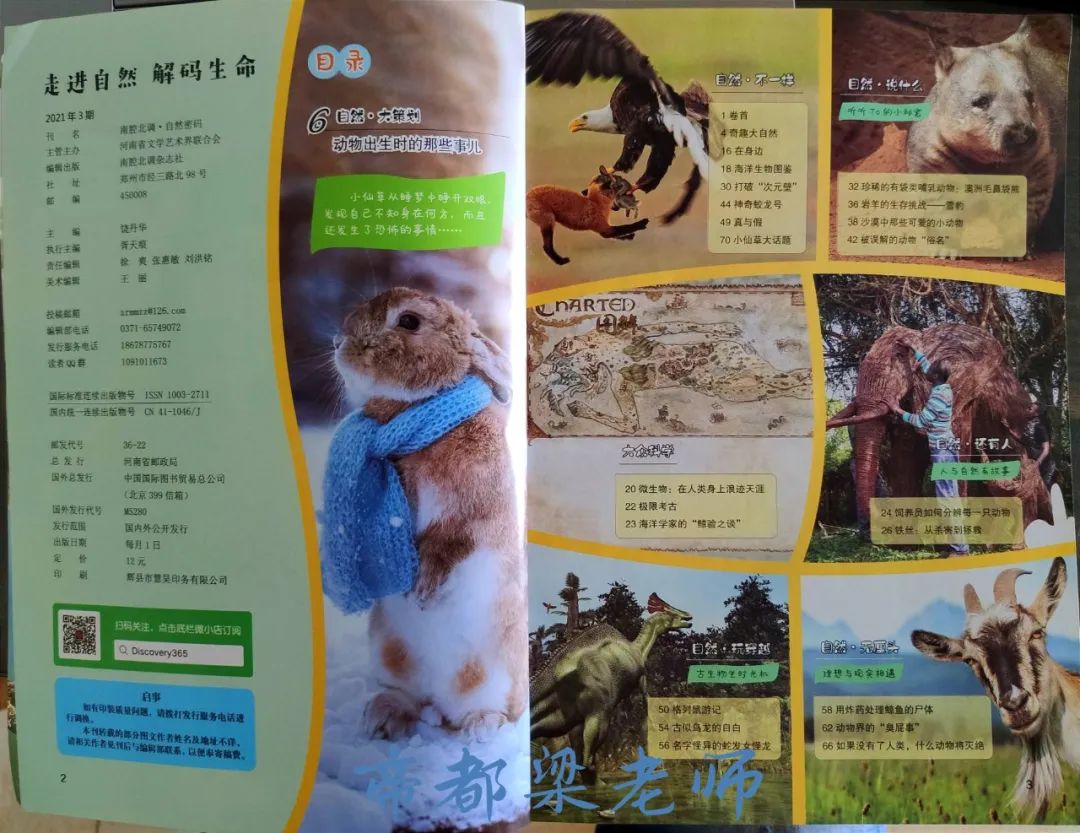 走进自然 解码生命
2021年3期
刊 名 南腔北调·自然密码
主管主办 河南省文学艺术界联合会
编辑出版 南腔北调杂志社
社 址 郑州市经三路北98号
邮 编 450008
主 编 饶丹华
执行主编 胥天颀
责任编辑 徐 爽 张惠敏 刘洪铭
美术编辑 王 丽
投稿邮箱 zrmmzz@126.com
编辑部电话 0371-65749072
发行服务电话 18678775767
读者QQ群 1091011673
国际标准连续出版物号 ISSN 1003-2711
国内统一连续出版物号 CN 41-1046/J
邮发代号 36-22
总 发 行 河南省邮政局
国外总发行 中国国际图书贸易总公司
（北京399信箱）
国外发行代号 M5280
发行范围 国内外公开发行
出版日期 每月1日
定 价 12元
印 刷 辉县市慧昊印务有限公司
扫码关注，点击底栏微小店订阅
Discovery365
启事
如有印装质量问题，请拨打发行服务电话进
行调换。
本刊转载的部分图文作者姓名及地址不详，
请相关作者见刊后与编辑部联系，以便奉寄稿费。
2
目录
6 自然·大策划
动物出生时的那些事儿
小仙草从睡梦中睁开双眼，
发现自己不知身在何方，而且
还发生了恐怖的事情……
自然·不一样
1 卷首
4 奇趣大自然
16 在身边
18 海洋生物图鉴
30 打破“次元壁”
44 神奇蛟龙号
49 真与假
70 小仙草大话题
自然·说什么
听听TA的小秘密
32 珍稀的有袋类哺乳动物：澳洲毛鼻袋熊
36 岩羊的生存挑战——雪豹
38 沙漠中那些可爱的小动物
42 被误解的动物“俗名”
CHARTED
图解
大众科学
20 微生物：在人类身上浪迹天涯
22 极限考古
23 海洋学家的“鲸验之谈”
自然·还有人
人与自然有故事
24 饲养员如何分辨每一只动物
26 铁丝：从杀害到拯救
自然·玩穿越
古生物坐时光机
50 格列鼠游记
54 古似鸟龙的自白
56 名字怪异的蛇发女怪龙
自然·无厘头
理想与现实相遇
58 用炸药处理鲸鱼的尸体
62 动物界的“臭屁事”
66 如果没有了人类，什么动物将灭绝
3
帝都梁老师